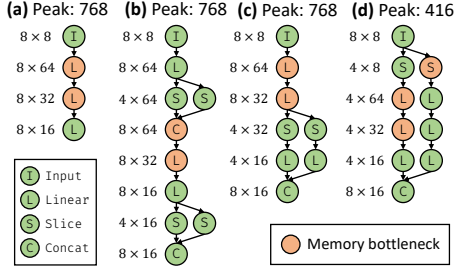 (a) Peak: 768
8 × 8 I
8 × 64 L
8 × 32 L
8 × 16 L
(b) Peak: 768
8 × 8 I
8 × 64 L
4 × 64 S S
8 × 64 C
8 × 32 L
8 × 16 L
4 × 16 S S
8 × 16 C
(c) Peak: 768
8 × 8 I
8 × 64 L
8 × 32 L
4 × 32 S S
4 × 16 L L
8 × 16 C
(d) Peak: 416
8 × 8 I
4 × 8 S S
4 × 64 L L
4 × 32 L L
4 × 16 L L
8 × 16 C
I Input
L Linear
S Slice
C Concat
Memory bottleneck